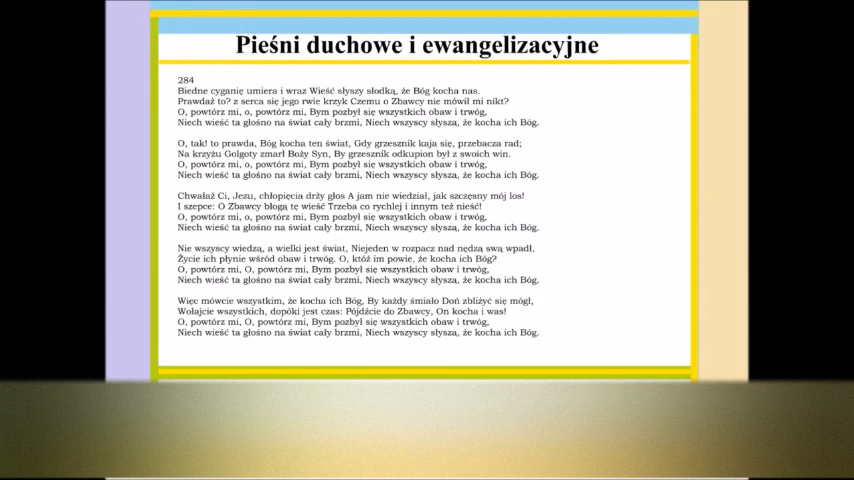 Pieśni duchowe i ewangelizacyjne
284
Biedne cyganię umiera i wraz Wieść słyszy słodką, że Bóg kocha nas.
Prawdaż to? z serca się jego rwie krzyk Czemu o Zbawcy nie mówił mi nikt?
O, powtórz mi, o, powtórz mi, Bym pozbył się wszystkich obaw i trwóg,
Niech wieść ta głośno na świat cały brzmi, Niech wszyscy słyszą, że kocha ich Bóg.
O, tak! to prawda, Bóg kocha ten świat, Gdy grzesznik kaja się, przebacza rad;
Na krzyżu Golgoty zmarł Boży Syn, By grzesznik odkupion był z swoich win.
O, powtórz mi, o, powtórz mi, Bym pozbył się wszystkich obaw i trwóg,
Niech wieść ta głośno na świat cały brzmi, Niech wszyscy słyszą, że kocha ich Bóg.
Chwałaż Ci, Jezu, chłopięcia drży głos A jam nie wiedział, jak szczęsny mój los!
I szepce: O Zbawcy błogą tę wieść Trzeba co rychlej i innym też nieść!
O, powtórz mi, o, powtórz mi, Bym pozbył się wszystkich obaw i trwóg,
Niech wieść ta głośno na świat cały brzmi, Niech wszyscy słyszą, że kocha ich Bóg.
Nie wszyscy wiedzą, a wielki jest świat, Niejeden w rozpacz nad nędzą swą wpadł,
Życie ich płynie wśród obaw i trwóg. O, któż im powie, że kocha ich Bóg?
O, powtórz mi, O, powtórz mi, Bym pozbył się wszystkich obaw i trwóg,
Niech wieść ta głośno na świat cały brzmi, Niech wszyscy słyszą, że kocha ich Bóg.
Więc mówcie wszystkim, że kocha ich Bóg, By każdy śmiało Doń zbliżyć się mógł,
Wołajcie wszystkich, dopóki jest czas: Pójdźcie do Zbawcy, On kocha i was!
O, powtórz mi, O, powtórz mi, Bym pozbył się wszystkich obaw i trwóg,
Niech wieść ta głośno na świat cały brzmi, Niech wszyscy słyszą, że kocha ich Bóg.